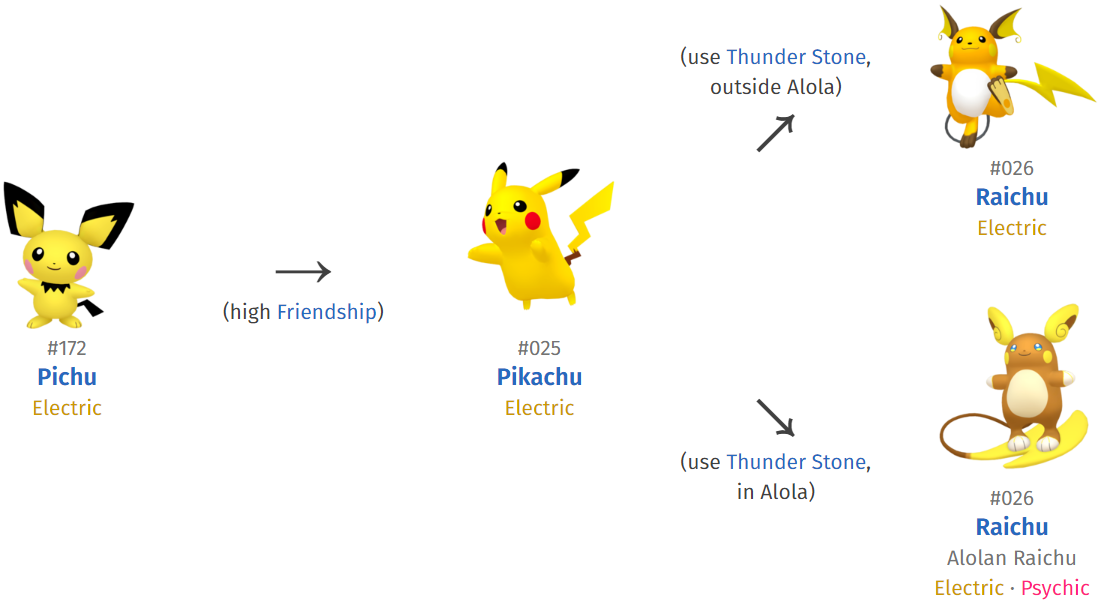 #172
Pichu
Electric
(high Friendship)
#025
Pikachu
Electric
(use Thunder Stone,
outside Alola)
#026
Raichu
Electric
(use Thunder Stone,
in Alola)
#026
Raichu
Alolan Raichu
Electric · Psychic